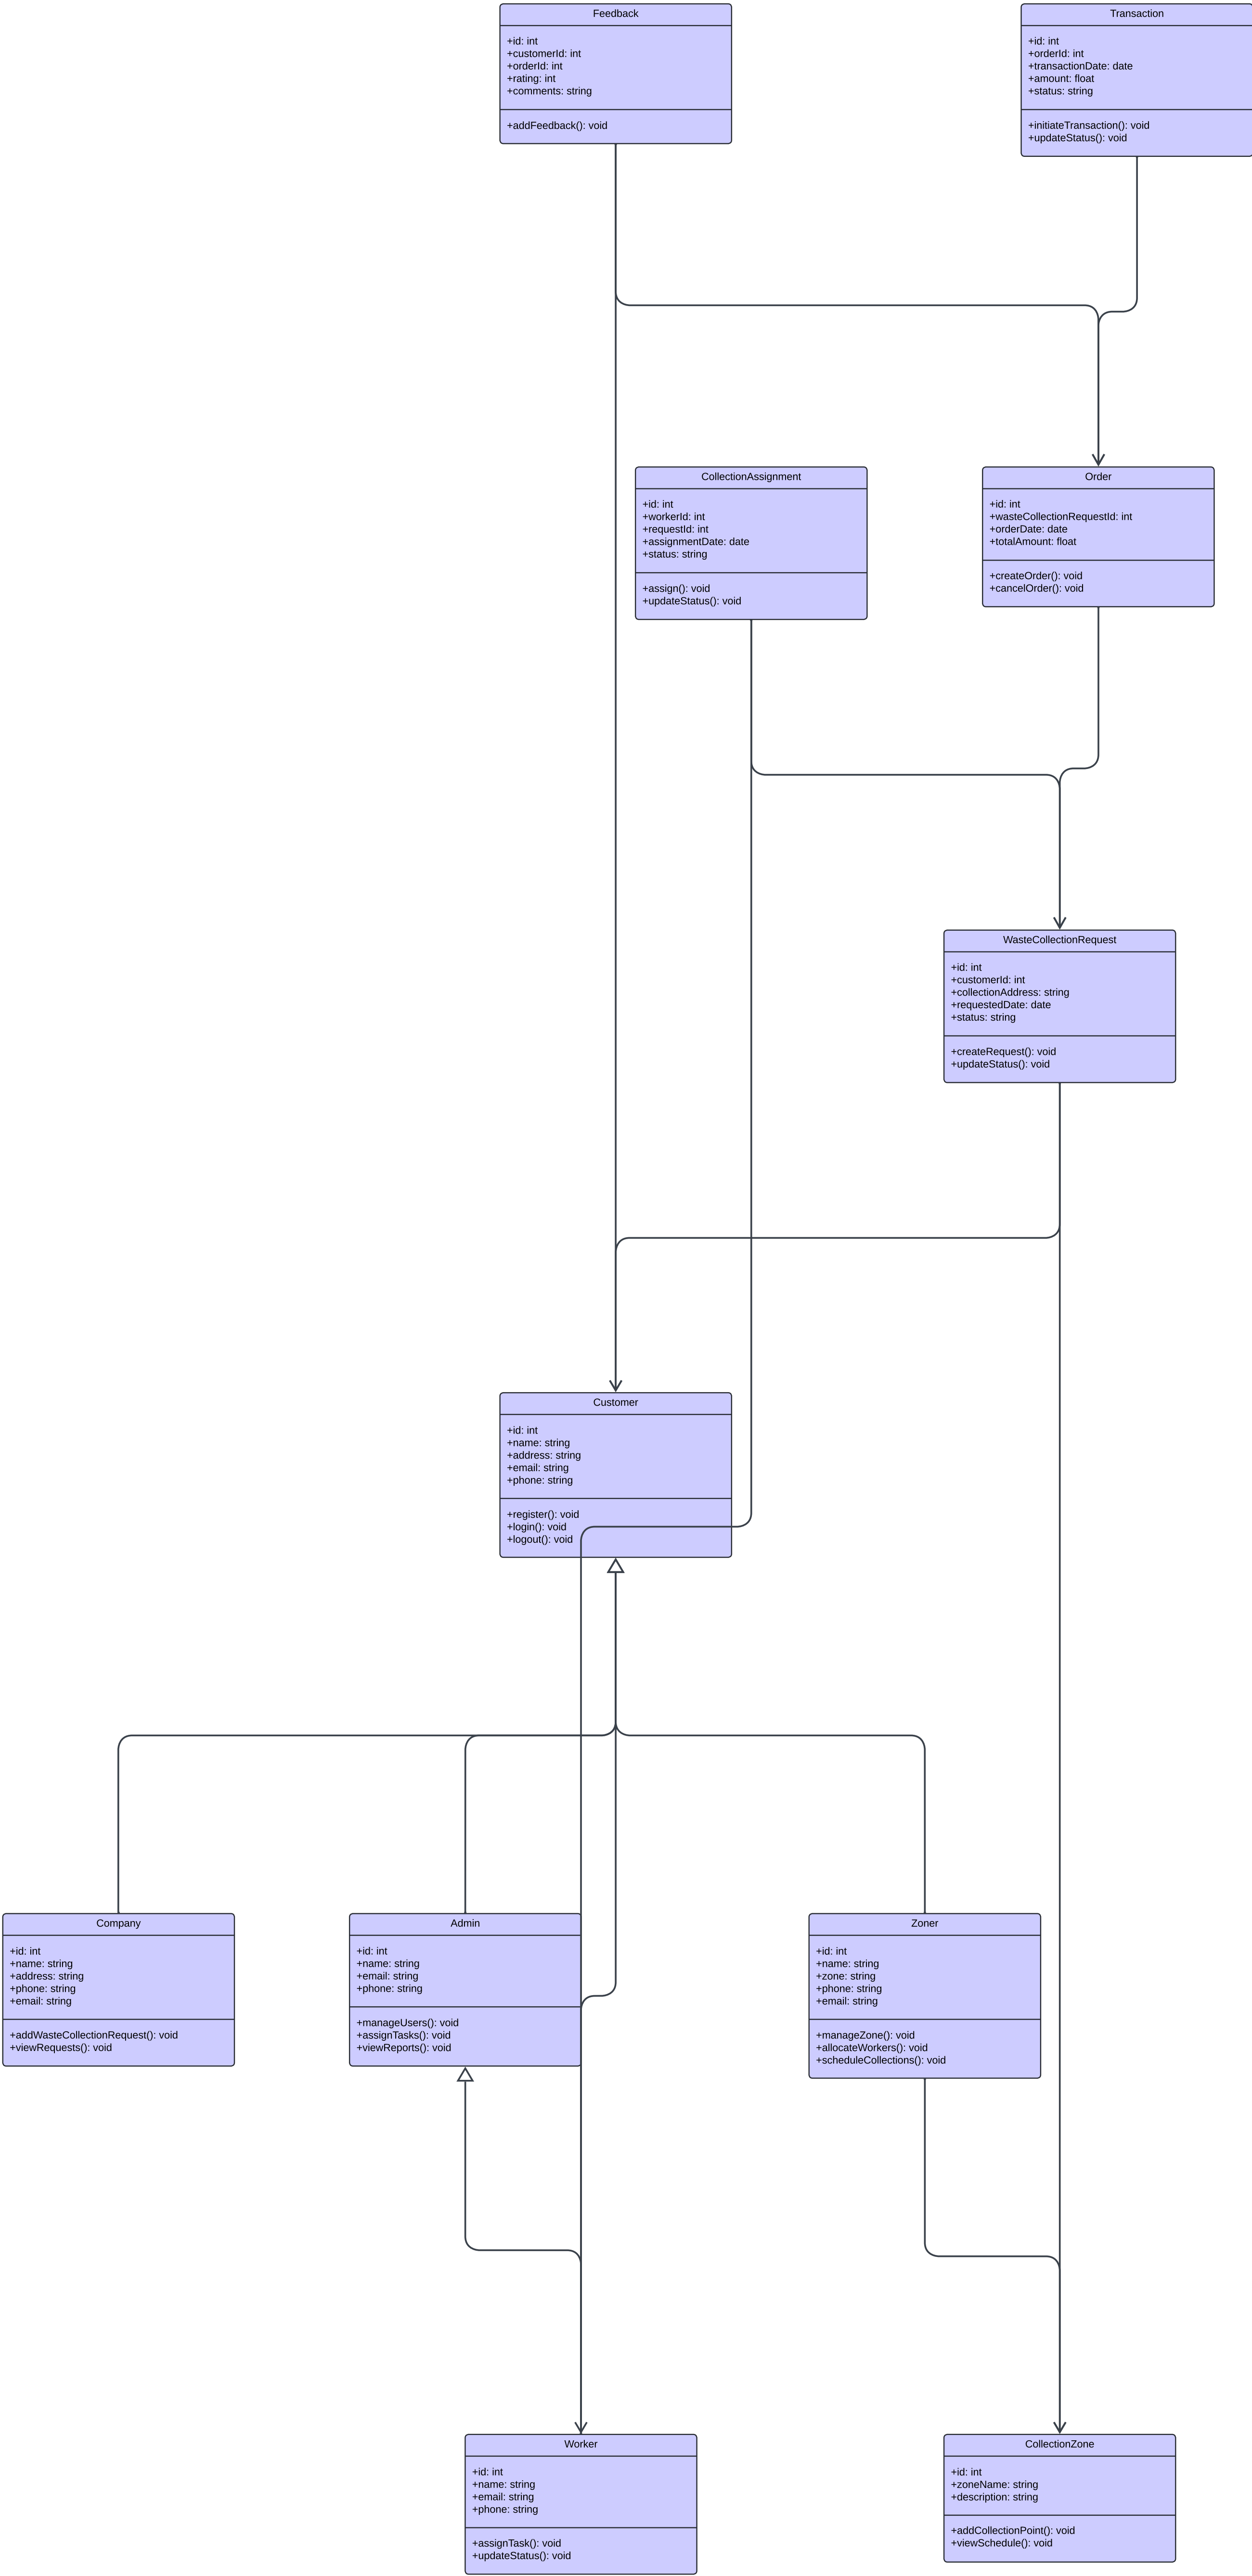 Feedback
+id: int
+customerId: int
+orderId: int
+rating: int
+comments: string
+addFeedback(): void
Transaction
+id: int
+orderId: int
+transactionDate: date
+amount: float
+status: string
+initiateTransaction(): void
+updateStatus(): void
CollectionAssignment
+id: int
+workerId: int
+requestId: int
+assignmentDate: date
+status: string
+assign(): void
+updateStatus(): void
Order
+id: int
+wasteCollectionRequestId: int
+orderDate: date
+totalAmount: float
+createOrder(): void
+cancelOrder(): void
WasteCollectionRequest
+id: int
+customerId: int
+collectionAddress: string
+requestedDate: date
+status: string
+createRequest(): void
+updateStatus(): void
Customer
+id: int
+name: string
+address: string
+email: string
+phone: string
+register(): void
+login(): void
+logout(): void
Company
+id: int
+name: string
+address: string
+phone: string
+email: string
+addWasteCollectionRequest(): void
+viewRequests(): void
Admin
+id: int
+name: string
+email: string
+phone: string
+manageUsers(): void
+assignTasks(): void
+viewReports(): void
Zoner
+id: int
+name: string
+zone: string
+phone: string
+email: string
+manageZone(): void
+allocateWorkers(): void
+scheduleCollections(): void
Worker
+id: int
+name: string
+email: string
+phone: string
+assignTask(): void
+updateStatus(): void
CollectionZone
+id: int
+zoneName: string
+description: string
+addCollectionPoint(): void
+viewSchedule(): void